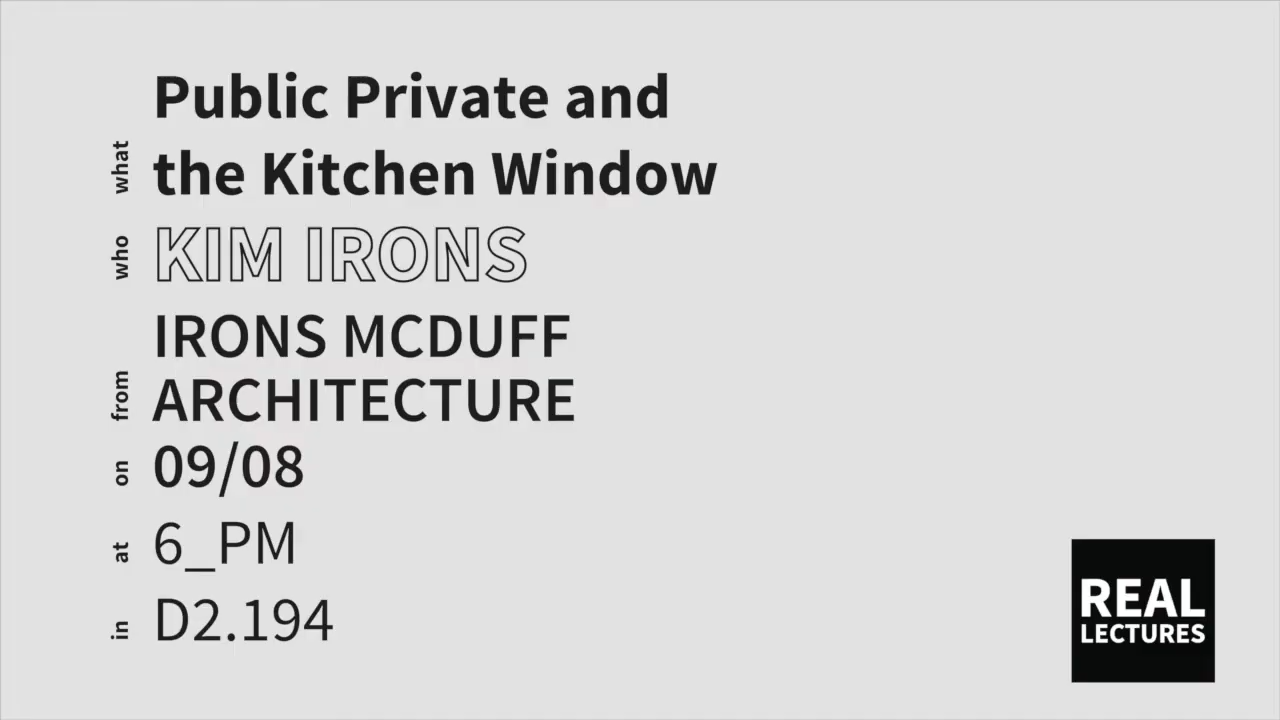 Public Private and
what the Kitchen Window
who KIM IRONS
IRONS MCDUFF
from ARCHITECTURE
on 09/08
at 6_PM
in D2.194
REAL
LECTURES